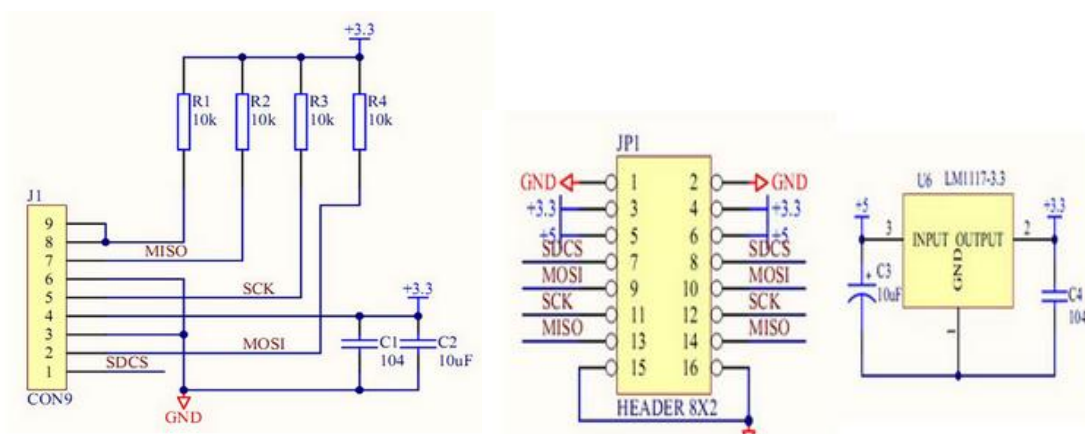 +3.3
R1 R2 R3 R4
10k 10k 10k 10k
J1
9
8
MISO
7
6
SCK
5
4
+3.3
3
MOSI
C1 C2
2
104 10uF
SDCS
1
CON9
GND
JP1
GND 1 2 GND
+3.3 3 4 +3.3
+5 5 6 +5
SDCS 7 8 SDCS
MOSI 9 10 MOSI
SCK 11 12 SCK
MISO 13 14 MISO
15 16
HEADER 8X2
U6 LM1117-3.3
+5 +3.3
3 INPUT OUTPUT 2
GND
+ C3
10uF
C4
104
1